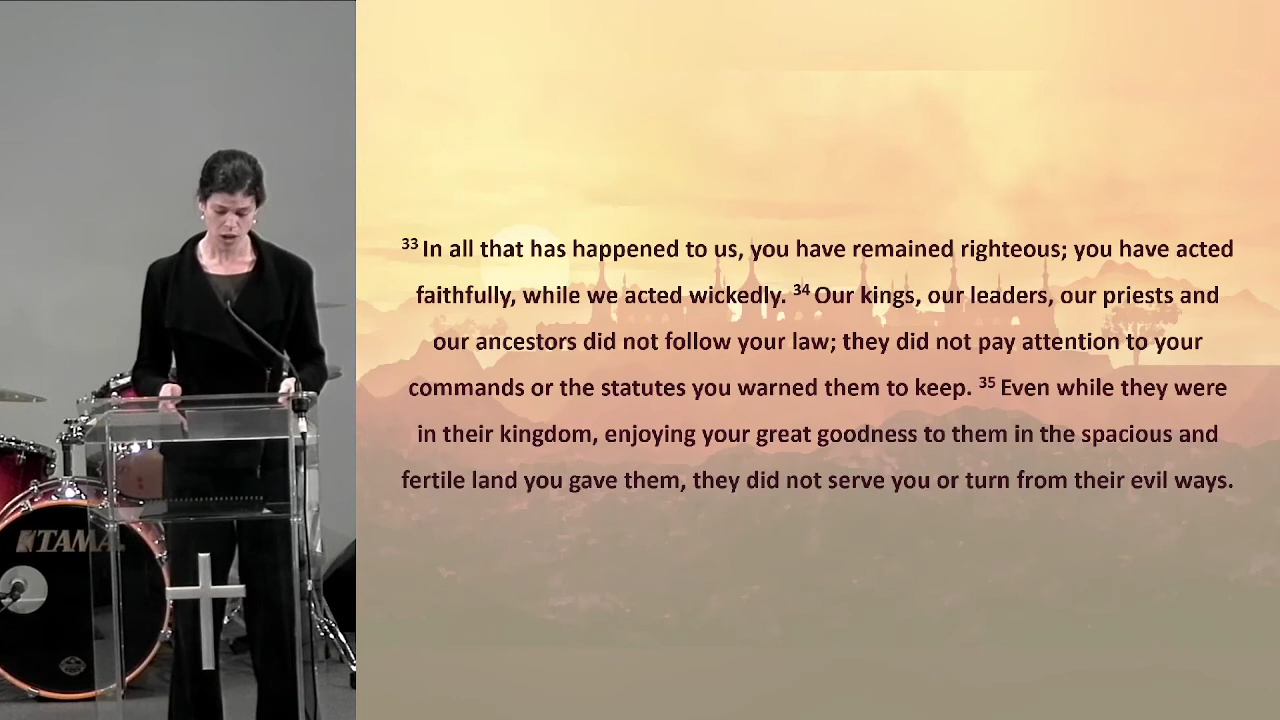 ³³ In all that has happened to us, you have remained righteous; you have acted
faithfully, while we acted wickedly. ³⁴ Our kings, our leaders, our priests and
our ancestors did not follow your law; they did not pay attention to your
commands or the statutes you warned them to keep. ³⁵ Even while they were
in their kingdom, enjoying your great goodness to them in the spacious and
fertile land you gave them, they did not serve you or turn from their evil ways.
TAMA